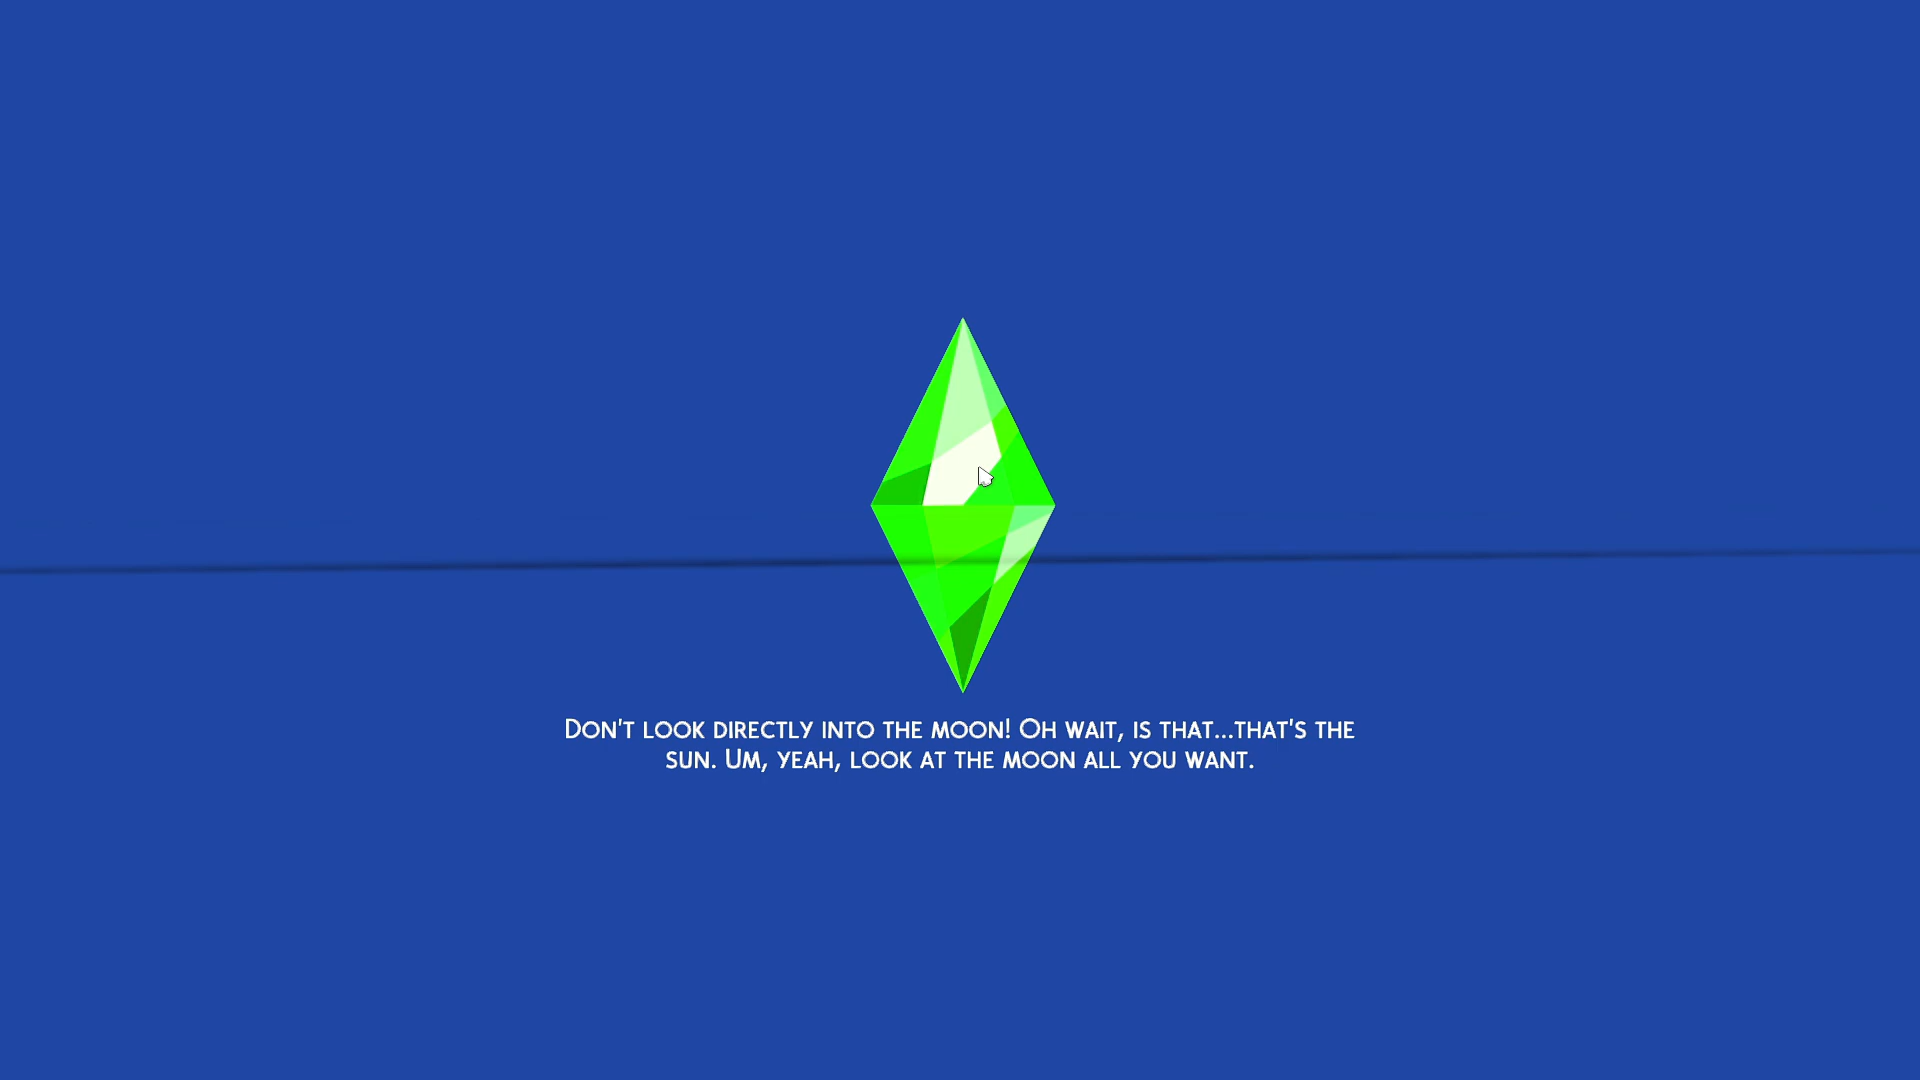 Don't look directly into the moon! Oh wait, is that...that's the
sun. Um, yeah, look at the moon all you want.